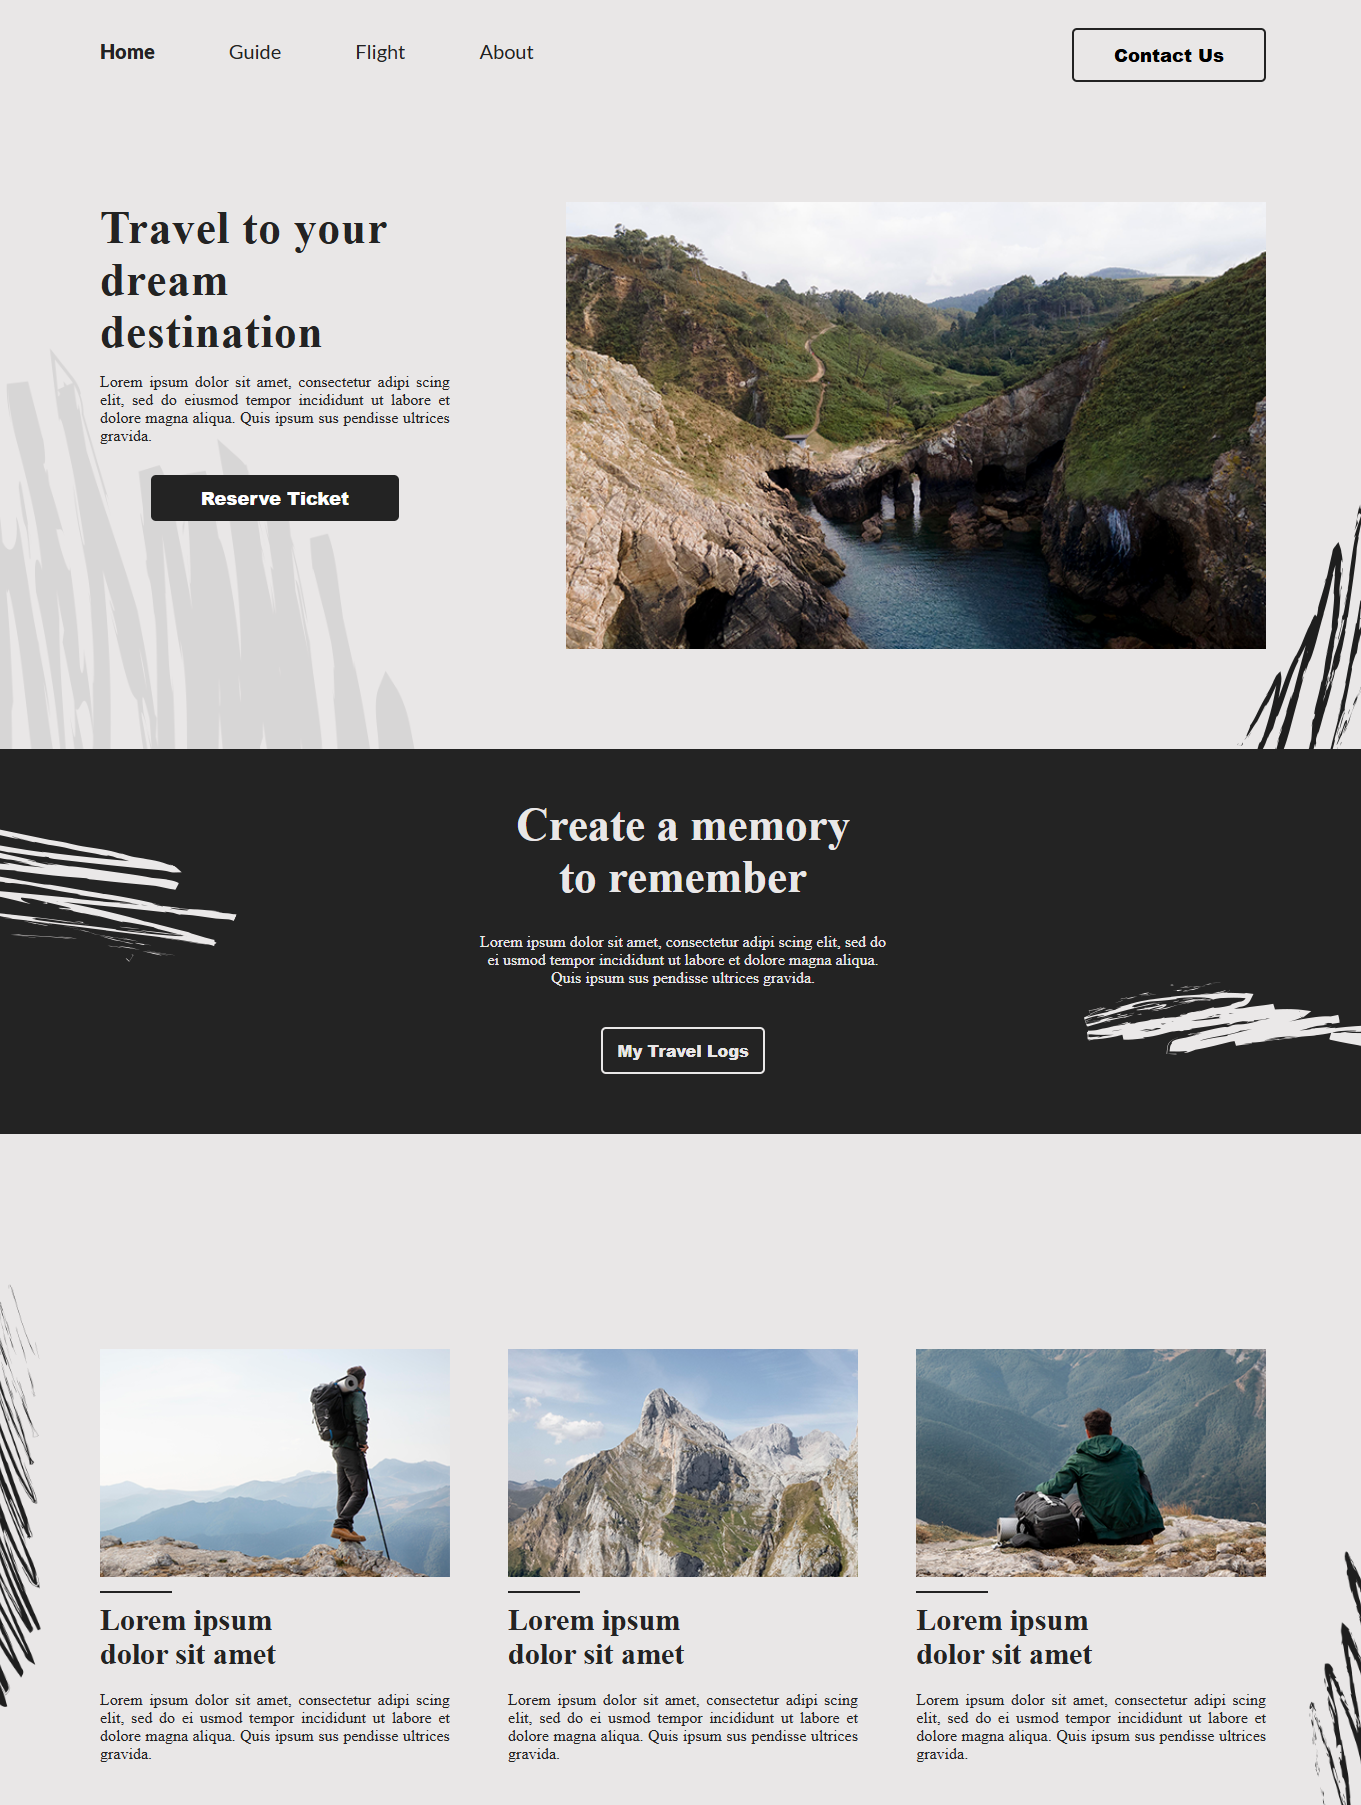 Home Guide Flight About Contact Us
Travel to your
dream
destination
Lorem ipsum dolor sit amet, consectetur adipi scing
elit, sed do eiusmod tempor incididunt ut labore et
dolore magna aliqua. Quis ipsum sus pendisse ultrices
gravida.
Reserve Ticket
Create a memory
to remember
Lorem ipsum dolor sit amet, consectetur adipi scing elit, sed do
ei usmod tempor incididunt ut labore et dolore magna aliqua.
Quis ipsum sus pendisse ultrices gravida.
My Travel Logs
Lorem ipsum
dolor sit amet
Lorem ipsum dolor sit amet, consectetur adipi scing
elit, sed do ei usmod tempor incididunt ut labore et
dolore magna aliqua. Quis ipsum sus pendisse ultrices
gravida.
Lorem ipsum
dolor sit amet
Lorem ipsum dolor sit amet, consectetur adipi scing
elit, sed do ei usmod tempor incididunt ut labore et
dolore magna aliqua. Quis ipsum sus pendisse ultrices
gravida.
Lorem ipsum
dolor sit amet
Lorem ipsum dolor sit amet, consectetur adipi scing
elit, sed do ei usmod tempor incididunt ut labore et
dolore magna aliqua. Quis ipsum sus pendisse ultrices
gravida.